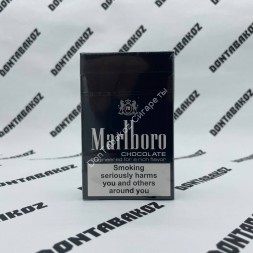 DONTABAKOZ
Marlboro
CHOCOLATE
Smoking
seriously harms
you and others
around you